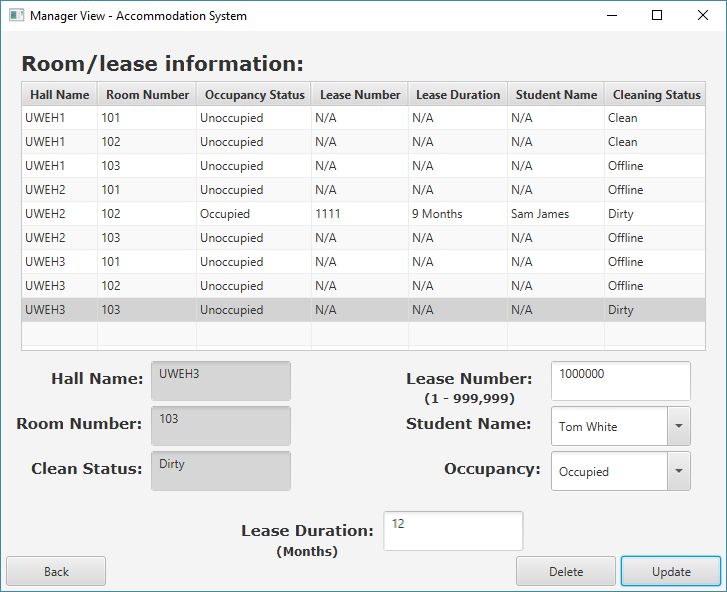 Manager View - Accommodation System
Room/lease information:
Hall Name Room Number Occupancy Status Lease Number Lease Duration Student Name Cleaning Status
UWEH1 101 Unoccupied N/A N/A N/A Clean
UWEH1 102 Unoccupied N/A N/A N/A Clean
UWEH1 103 Unoccupied N/A N/A N/A Offline
UWEH2 101 Unoccupied N/A N/A N/A Offline
UWEH2 102 Occupied 1111 9 Months Sam James Dirty
UWEH2 103 Unoccupied N/A N/A N/A Offline
UWEH3 101 Unoccupied N/A N/A N/A Offline
UWEH3 102 Unoccupied N/A N/A N/A Offline
UWEH3 103 Unoccupied N/A N/A N/A Dirty
Hall Name: UWEH3 Lease Number: 1000000
(1 - 999,999)
Room Number: 103 Student Name: Tom White
Clean Status: Dirty Occupancy: Occupied
Lease Duration: 12
(Months)
Back Delete Update